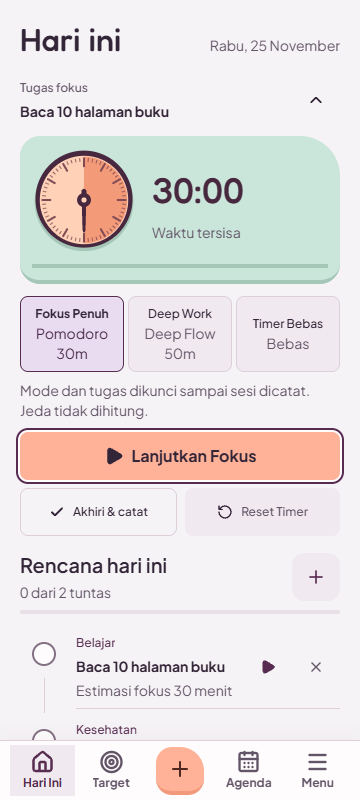 Hari ini
Rabu, 25 November
Tugas fokus
Baca 10 halaman buku
30:00
Waktu tersisa
Fokus Penuh
Pomodoro
30m
Deep Work
Deep Flow
50m
Timer Bebas
Bebas
Mode dan tugas dikunci sampai sesi dicatat.
Jeda tidak dihitung.
Lanjutkan Fokus
Akhiri & catat
Reset Timer
Rencana hari ini
0 dari 2 tuntas
Belajar
Baca 10 halaman buku
Estimasi fokus 30 menit
Kesehatan
Hari Ini
Target
Agenda
Menu